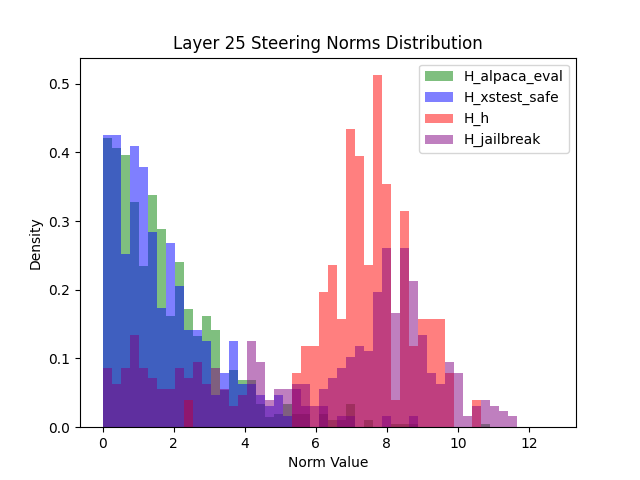 Layer 25 Steering Norms Distribution
H_alpaca_eval
H_xstest_safe
H_h
H_jailbreak
0.5
0.4
0.3
0.2
0.1
0.0
Density
0
2
4
6
8
10
12
Norm Value